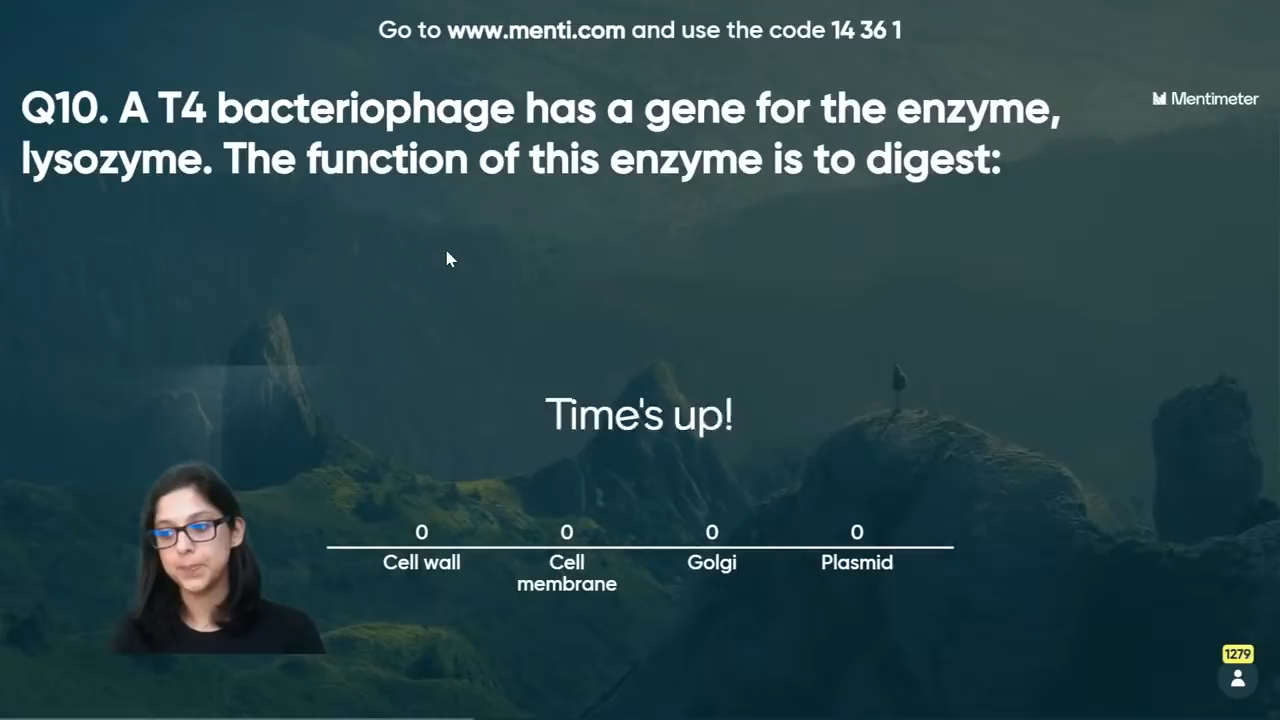 Go to www.menti.com and use the code 14 36 1
Q10. A T4 bacteriophage has a gene for the enzyme,
lysozyme. The function of this enzyme is to digest:
Mentimeter
Time's up!
0 0 0 0
Cell wall Cell membrane Golgi Plasmid
1279